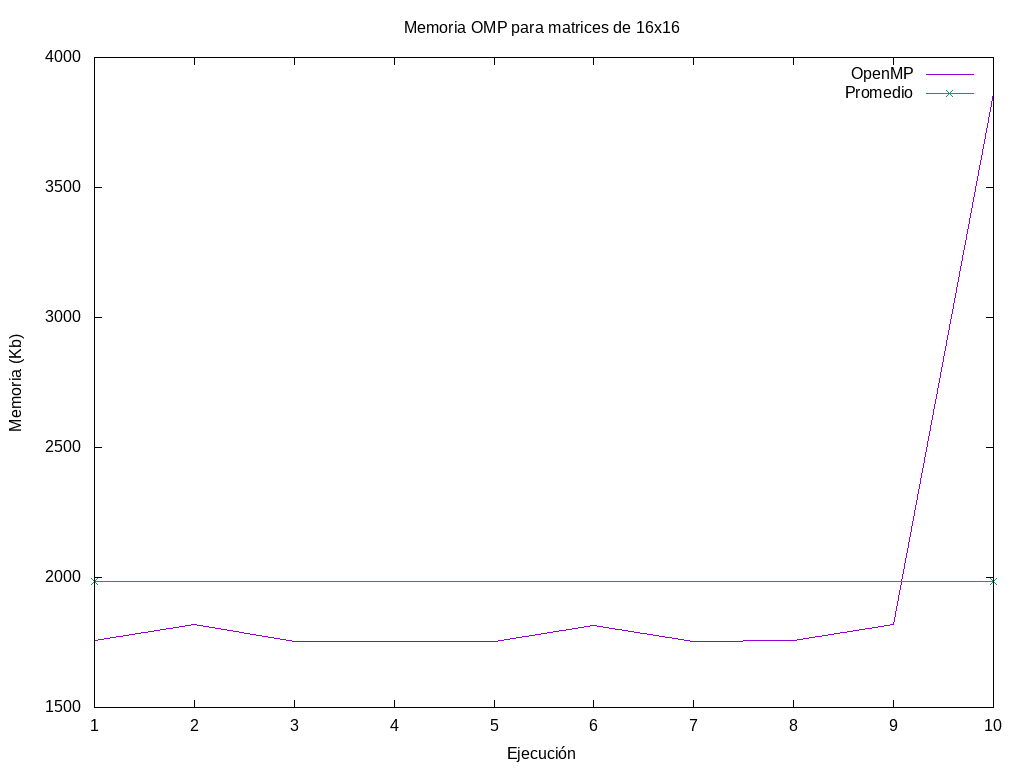 Memoria OMP para matrices de 16x16
OpenMP
Promedio
4000
3500
3000
2500
2000
1500
Memoria (Kb)
1 2 3 4 5 6 7 8 9 10
Ejecución